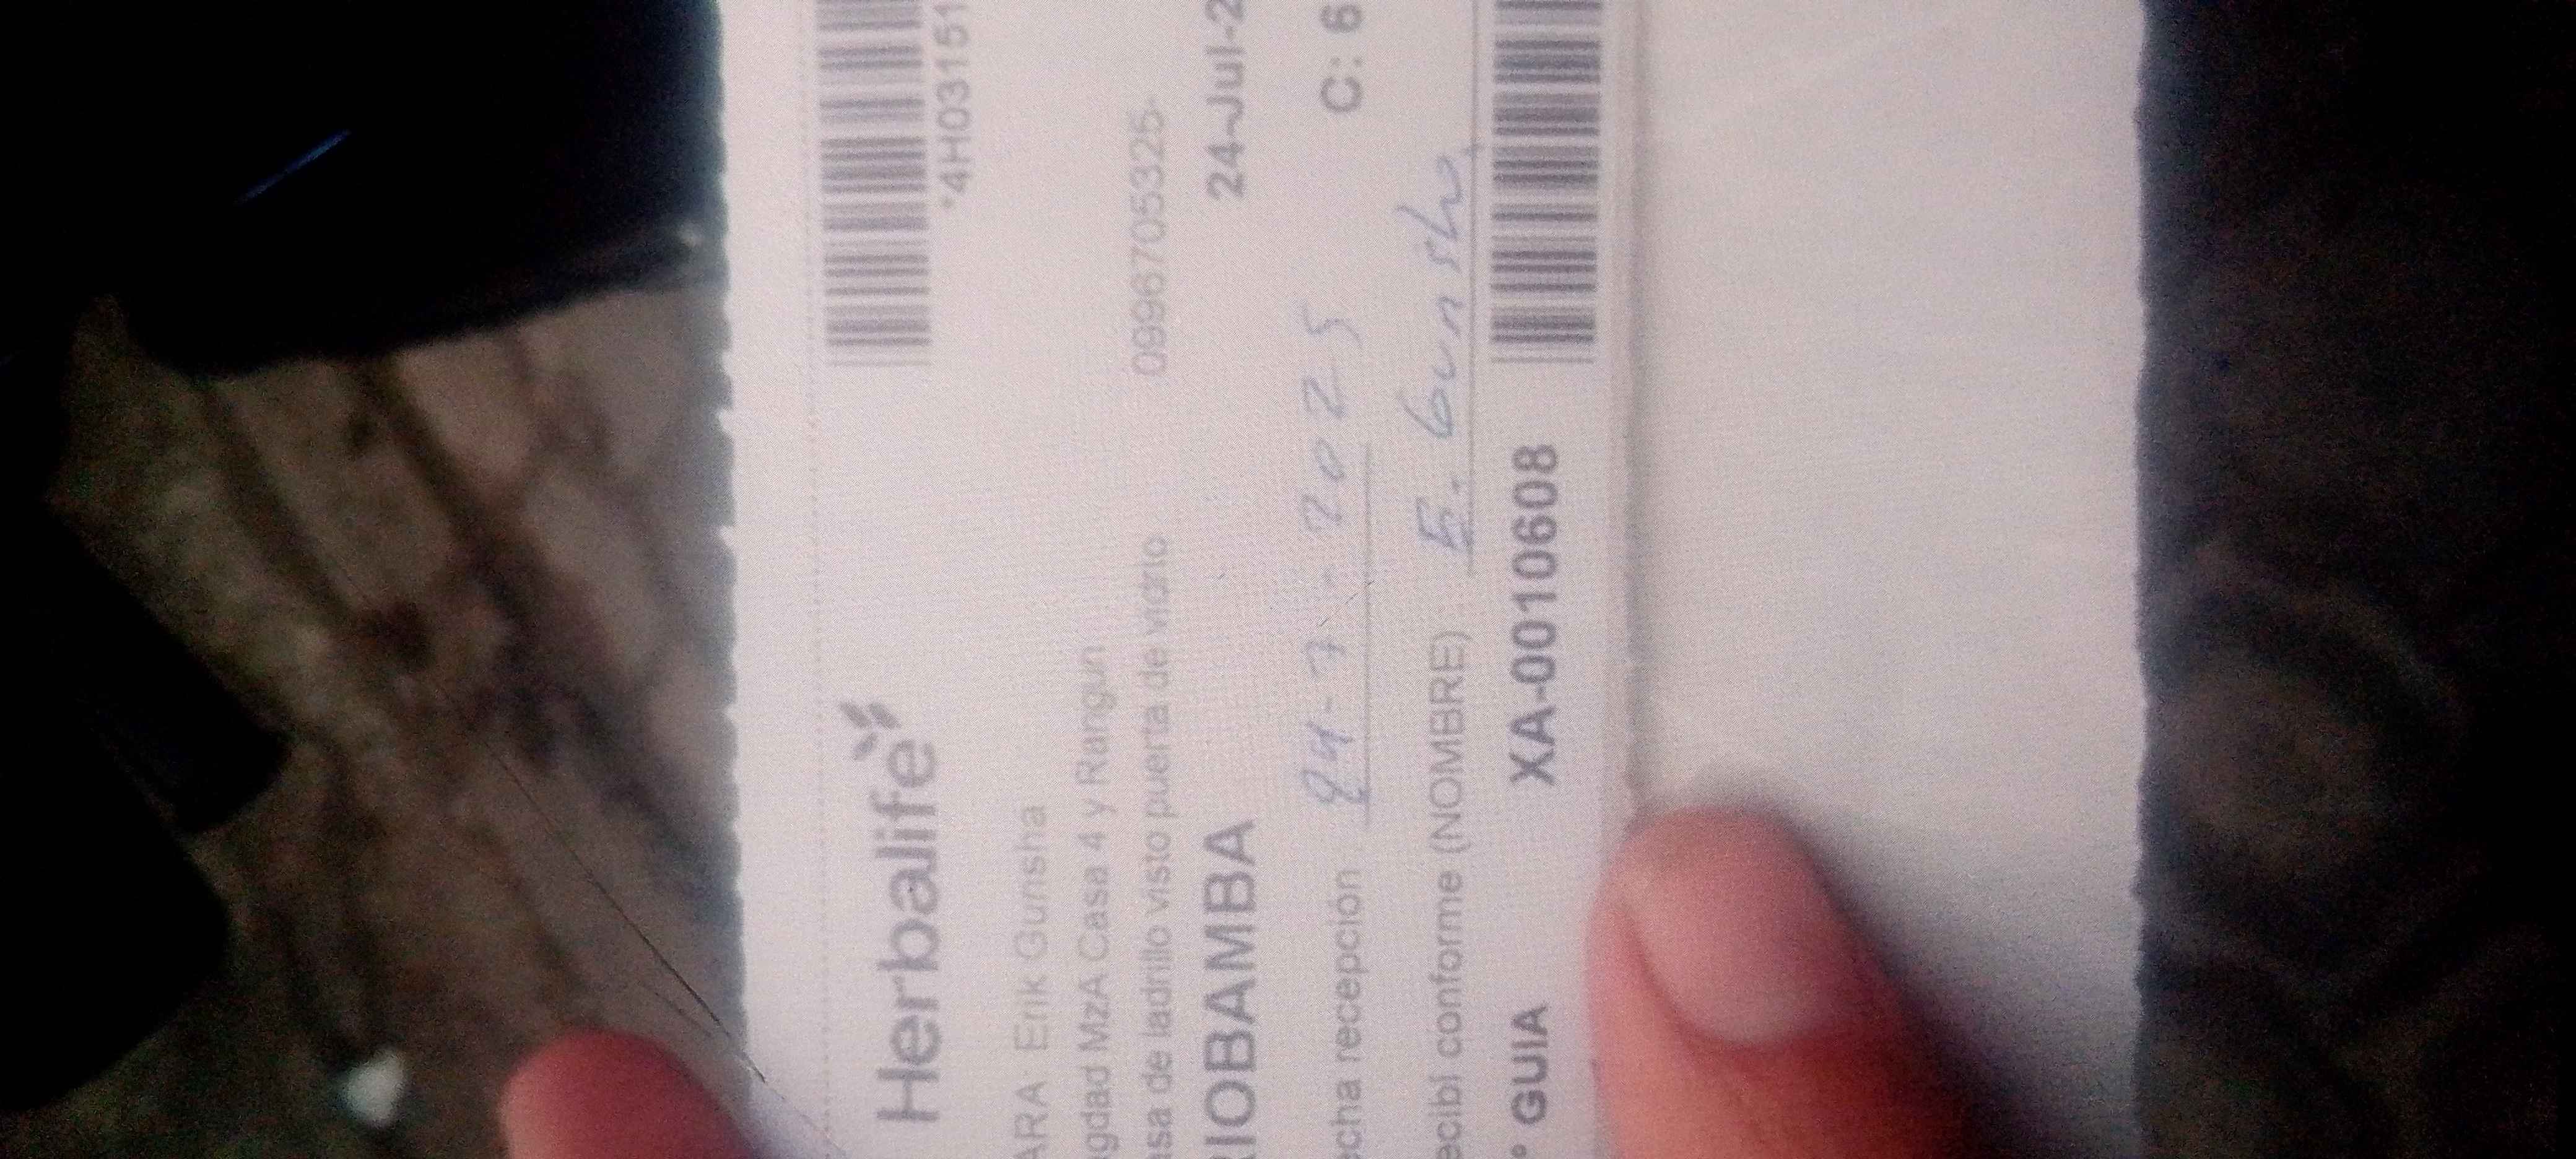 Herbalife
*4H03151
ARA: Erik Gunsha
agdad MzA Casa 4 y Rangun
asa de ladrillo visto puerta de vidrio 0996705325-
RIOBAMBA 24-Jul-2
echa recepción 24-7-2025 C: 6
ecibí conforme (NOMBRE) E. Gunsha
° GUIA XA-0010608